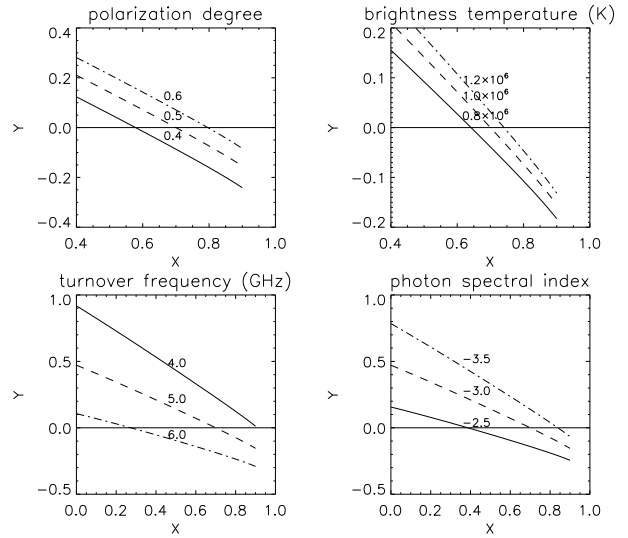 polarization degree
0.4
0.2
0.0
−0.2
−0.4
Y
0.6
0.5
0.4
0.4 0.6 0.8 1.0
X
brightness temperature (K)
0.2
0.1
0.0
−0.1
−0.2
Y
1.2×10⁶
1.0×10⁶
0.8×10⁶
0.4 0.6 0.8 1.0
X
turnover frequency (GHz)
1.0
0.5
0.0
−0.5
Y
4.0
5.0
6.0
0.0 0.2 0.4 0.6 0.8 1.0
X
photon spectral index
1.0
0.5
0.0
−0.5
Y
−3.5
−3.0
−2.5
0.0 0.2 0.4 0.6 0.8 1.0
X